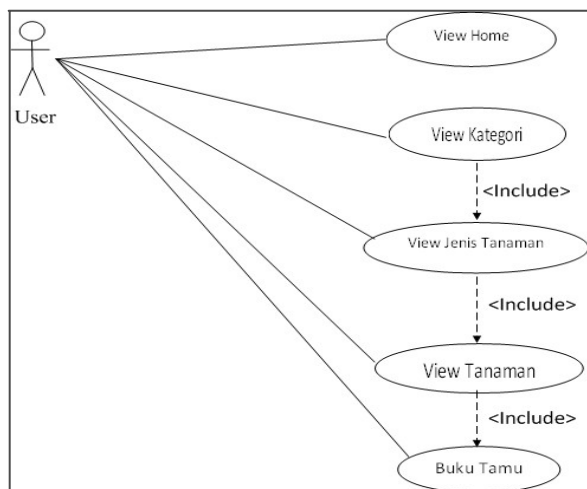 View Home
User
View Kategori
<Include>
View Jenis Tanaman
<Include>
View Tanaman
<Include>
Buku Tamu